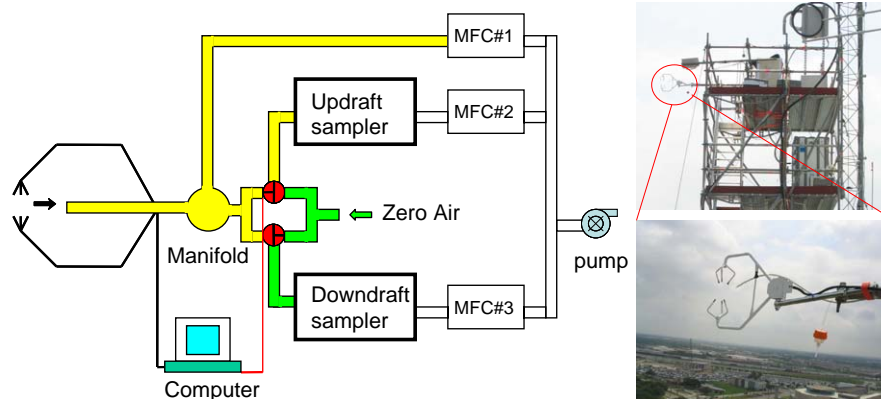 MFC#1
Updraft
sampler
MFC#2
Zero Air
Manifold
pump
Downdraft
sampler
MFC#3
Computer